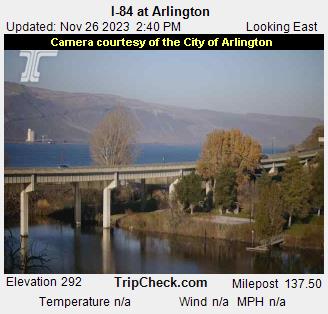 I-84 at Arlington
Updated: Nov 26 2023 2:40 PM Looking East
Camera courtesy of the City of Arlington
Elevation 292 TripCheck.com Milepost 137.50
Temperature n/a Wind n/a MPH n/a